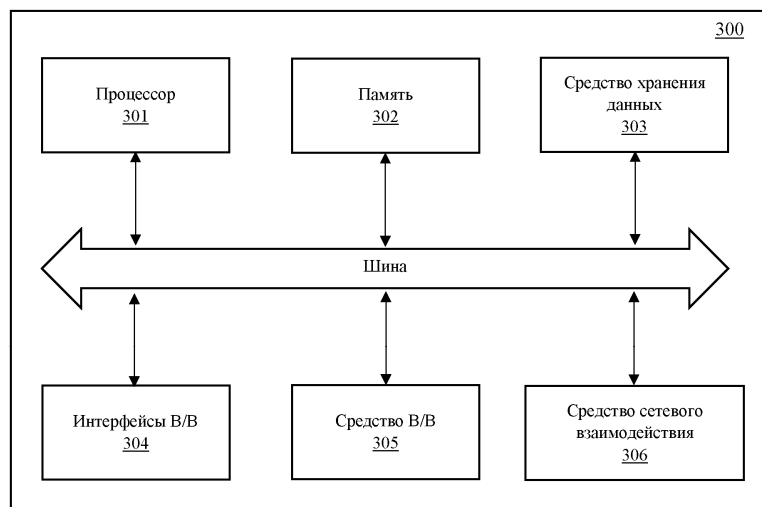 300
Процессор
301
Память
302
Средство хранения
данных
303
Шина
Интерфейсы В/В
304
Средство В/В
305
Средство сетевого
взаимодействия
306